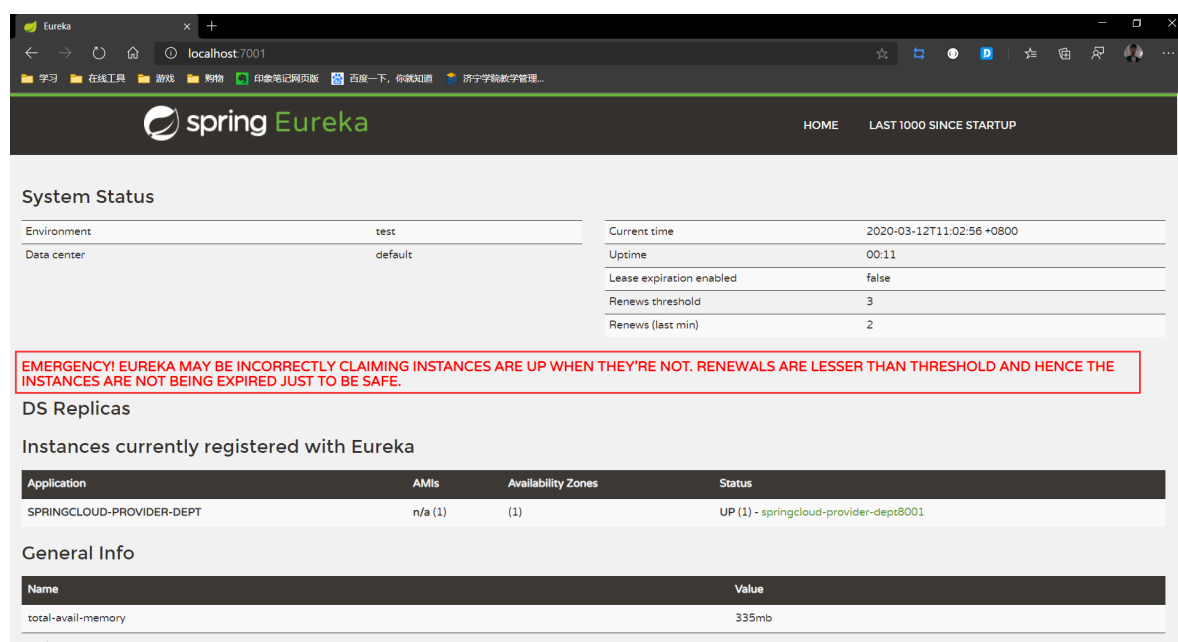 Eureka
localhost:7001
学习 在线工具 游戏 购物 印象笔记网页版 百度一下，你就知道 济宁学院教学管理...
spring Eureka HOME LAST 1000 SINCE STARTUP
System Status
Environment test Current time 2020-03-12T11:02:56 +0800
Data center default Uptime 00:11
Lease expiration enabled false
Renews threshold 3
Renews (last min) 2
EMERGENCY! EUREKA MAY BE INCORRECTLY CLAIMING INSTANCES ARE UP WHEN THEY'RE NOT. RENEWALS ARE LESSER THAN THRESHOLD AND HENCE THE
INSTANCES ARE NOT BEING EXPIRED JUST TO BE SAFE.
DS Replicas
Instances currently registered with Eureka
Application AMIs Availability Zones Status
SPRINGCLOUD-PROVIDER-DEPT n/a (1) (1) UP (1) - springcloud-provider-dept8001
General Info
Name Value
total-avail-memory 335mb